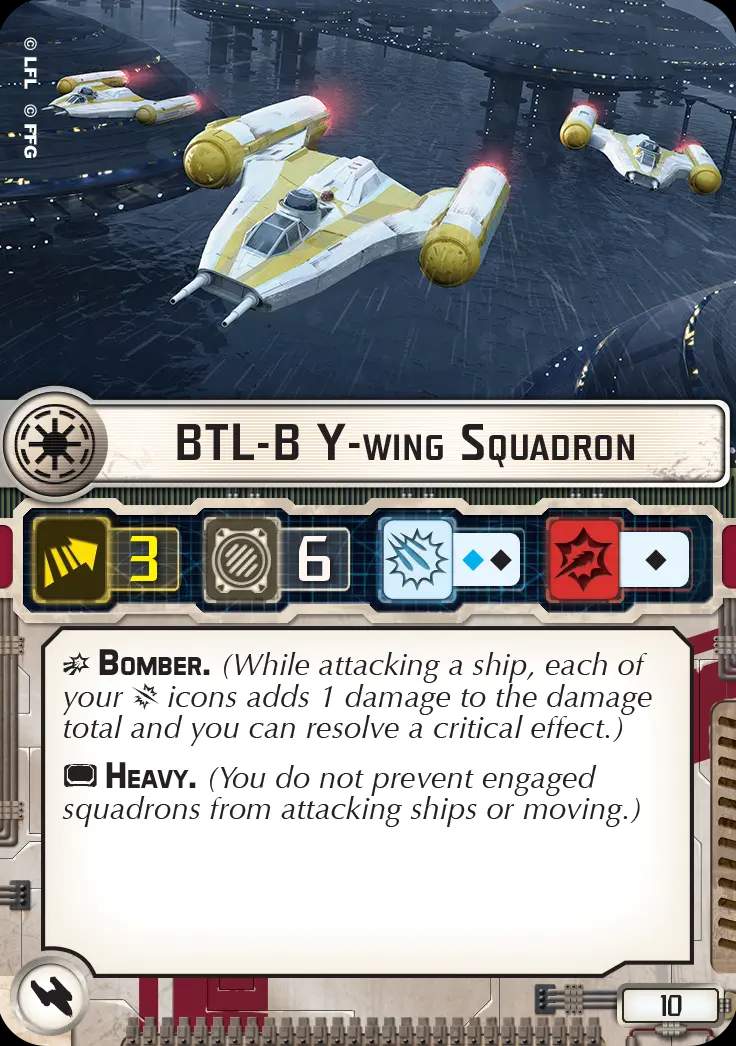 © LFL © FFG
BTL-B Y-WING SQUADRON
3 6
BOMBER. (While attacking a ship, each of
your icons adds 1 damage to the damage
total and you can resolve a critical effect.)
HEAVY. (You do not prevent engaged
squadrons from attacking ships or moving.)
10